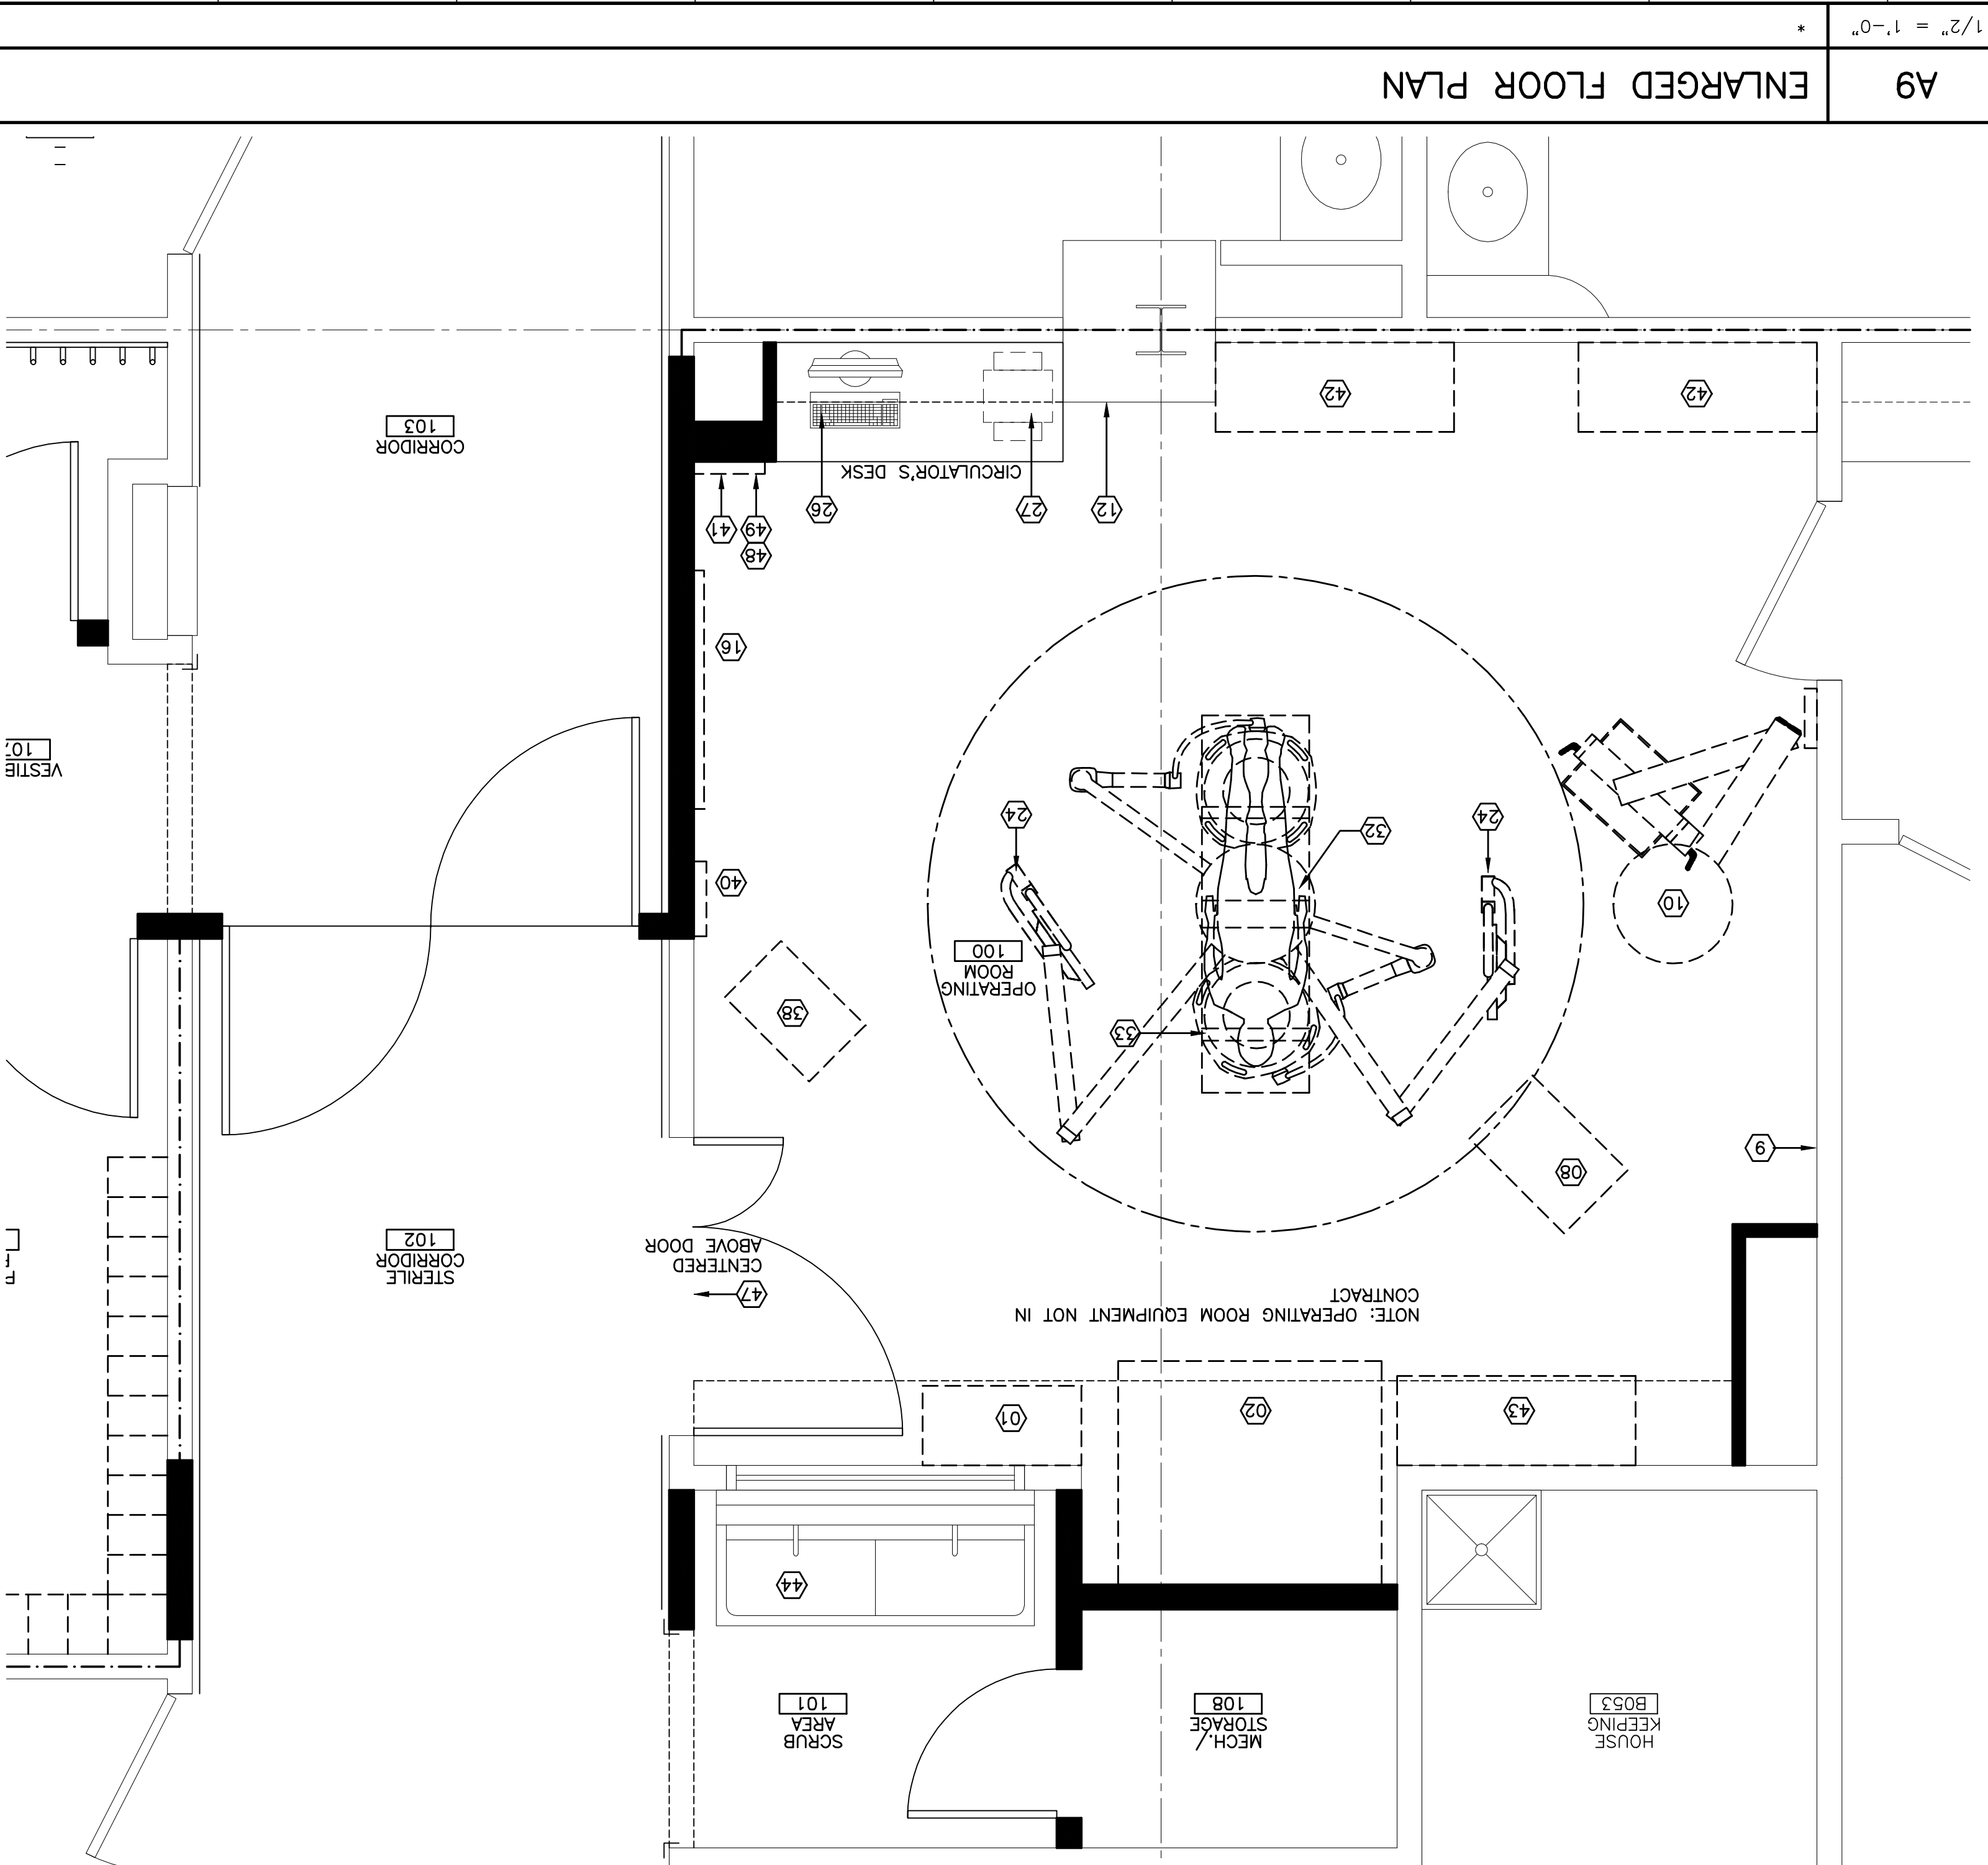 HOUSE
KEEPING
B053
MECH./
STORAGE
108
SCRUB
AREA
101
44
43
02
01
NOTE: OPERATING ROOM EQUIPMENT NOT IN
CONTRACT
47
CENTERED
ABOVE DOOR
STERILE
CORRIDOR
102
08
33
38
OPERATING
ROOM
100
10
32
24
24
40
16
VESTIB
10
48
49
41
12
27
26
CIRCULATOR'S DESK
42
42
CORRIDOR
103
A9
ENLARGED FLOOR PLAN
1/2" = 1'-0"
*